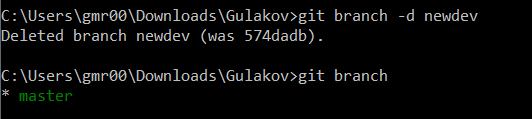 C:\Users\gmr00\Downloads\Gulakov>git branch -d newdev
Deleted branch newdev (was 574dadb).
C:\Users\gmr00\Downloads\Gulakov>git branch
* master